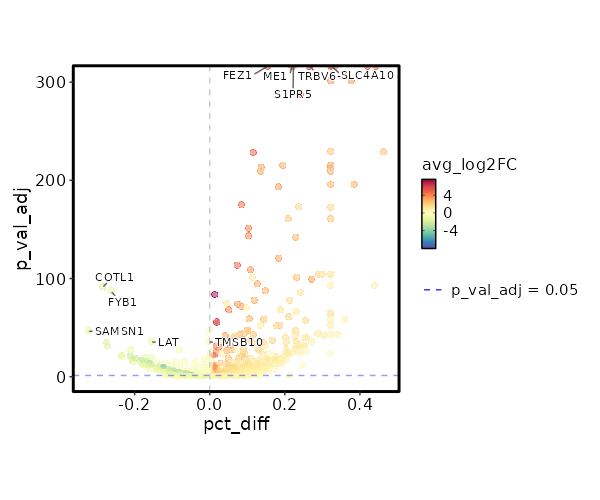 300
200
100
0
-0.2
0.0
0.2
0.4
p_val_adj
pct_diff
FEZ1
ME1
TRBV6-
SLC4A10
S1PR5
COTL1
FYB1
SAMSN1
LAT
TMSB10
avg_log2FC
4
0
-4
p_val_adj = 0.05